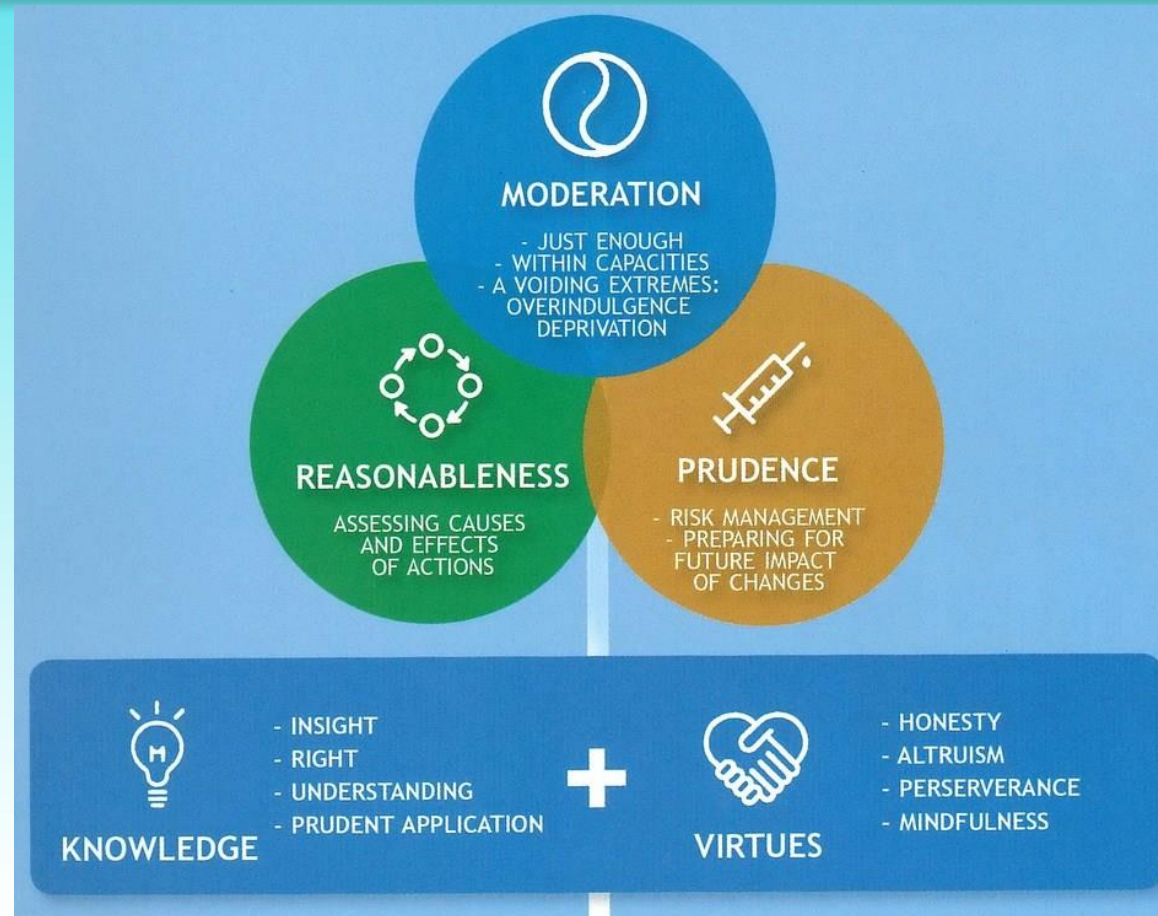 MODERATION
- JUST ENOUGH
- WITHIN CAPACITIES
- A VOIDING EXTREMES:
OVERINDULGENCE
DEPRIVATION
REASONABLENESS
ASSESSING CAUSES
AND EFFECTS
OF ACTIONS
PRUDENCE
- RISK MANAGEMENT
- PREPARING FOR
FUTURE IMPACT
OF CHANGES
KNOWLEDGE
- INSIGHT
- RIGHT
- UNDERSTANDING
- PRUDENT APPLICATION
+
VIRTUES
- HONESTY
- ALTRUISM
- PERSERVERANCE
- MINDFULNESS